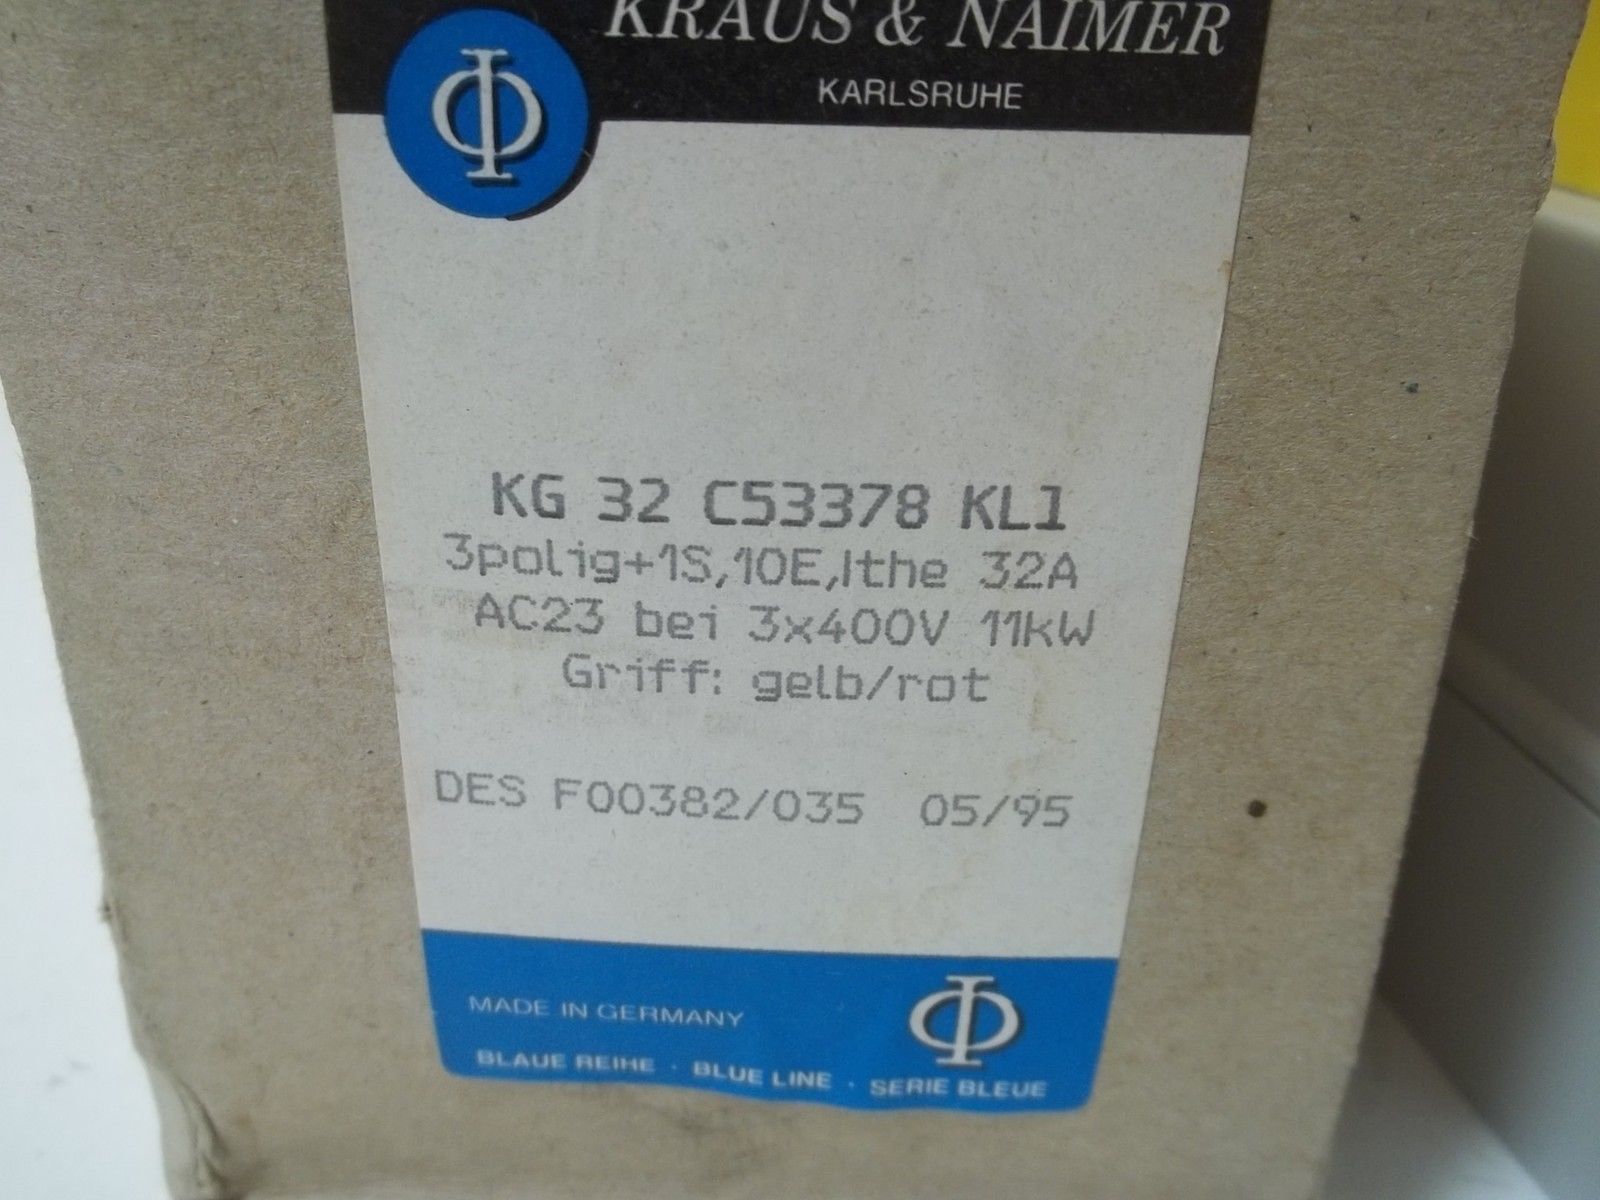 KRAUS & NAIMER
KARLSRUHE
KG 32 C53378 KL1
3polig+1S,10E,Ithe 32A
AC23 bei 3x400V 11kW
Griff: gelb/rot
DES F00382/035 05/95
MADE IN GERMANY
BLAUE REIHE · BLUE LINE · SERIE BLEUE